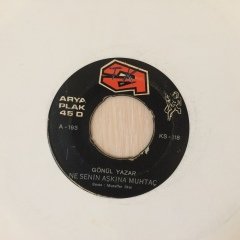 ARYA
PLAK
45 D
A-193
KS-118
GÖNÜL YAZAR
NE SENİN AŞKINA MUHTAÇ